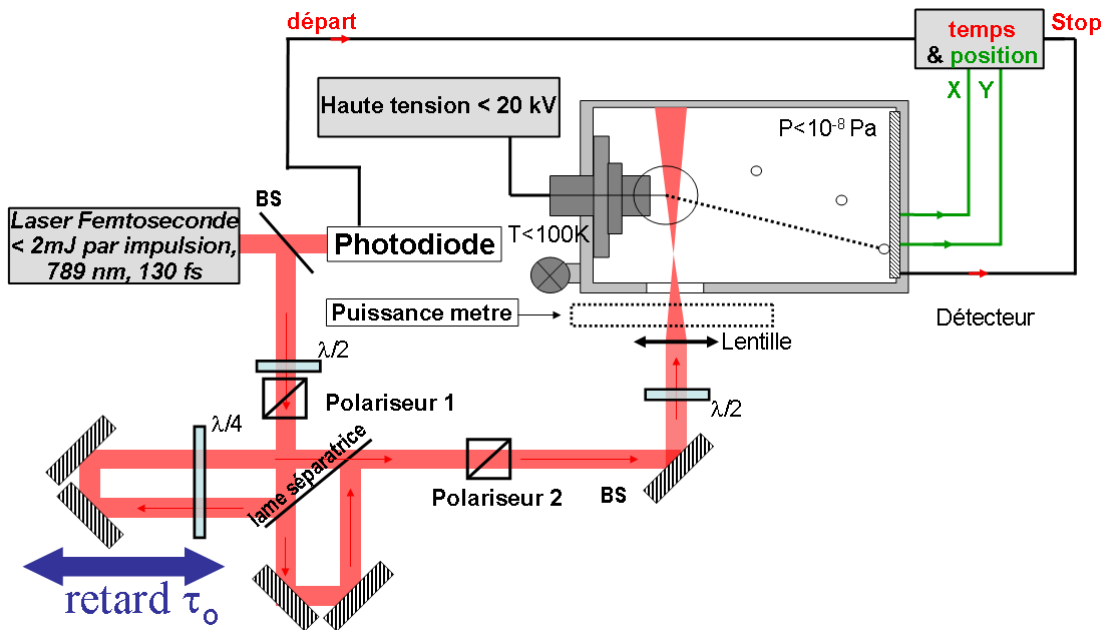 départ
Stop
temps
& position
X Y
Haute tension < 20 kV
P<10⁻⁸ Pa
BS
Laser Femtoseconde
< 2mJ par impulsion,
789 nm, 130 fs
Photodiode
T<100K
Puissance metre
Détecteur
Lentille
λ/2
λ/2
Polariseur 1
λ/4
lame séparatrice
Polariseur 2
BS
retard τo